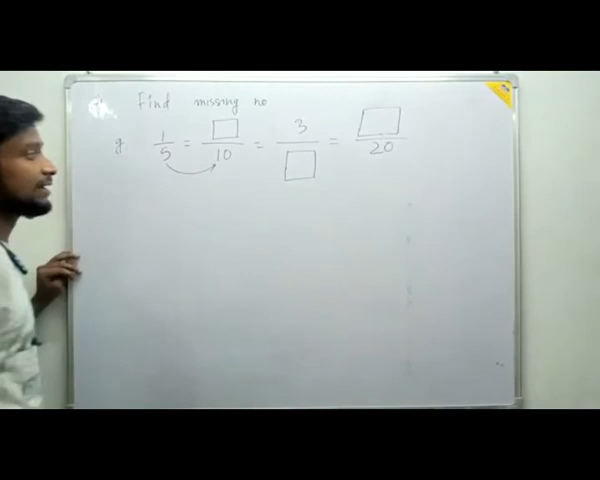 Find missing no
g 1/5 = □/10 = 3/□ = □/20